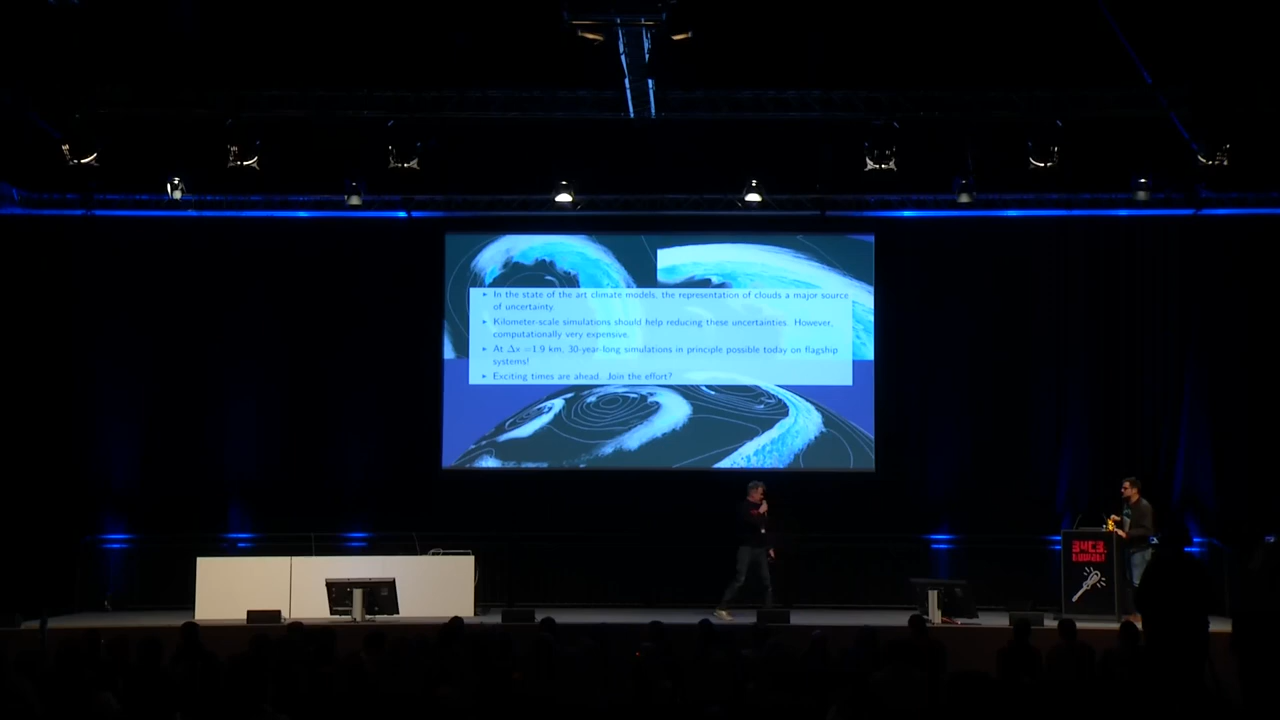 ► In the state of the art climate models, the representation of clouds a major source
of uncertainty
► Kilometer-scale simulations should help reducing these uncertainties. However,
computationally very expensive.
► At Δx =1.9 km, 30-year-long simulations in principle possible today on flagship
systems!
► Exciting times are ahead. Join the effort?
34C3.